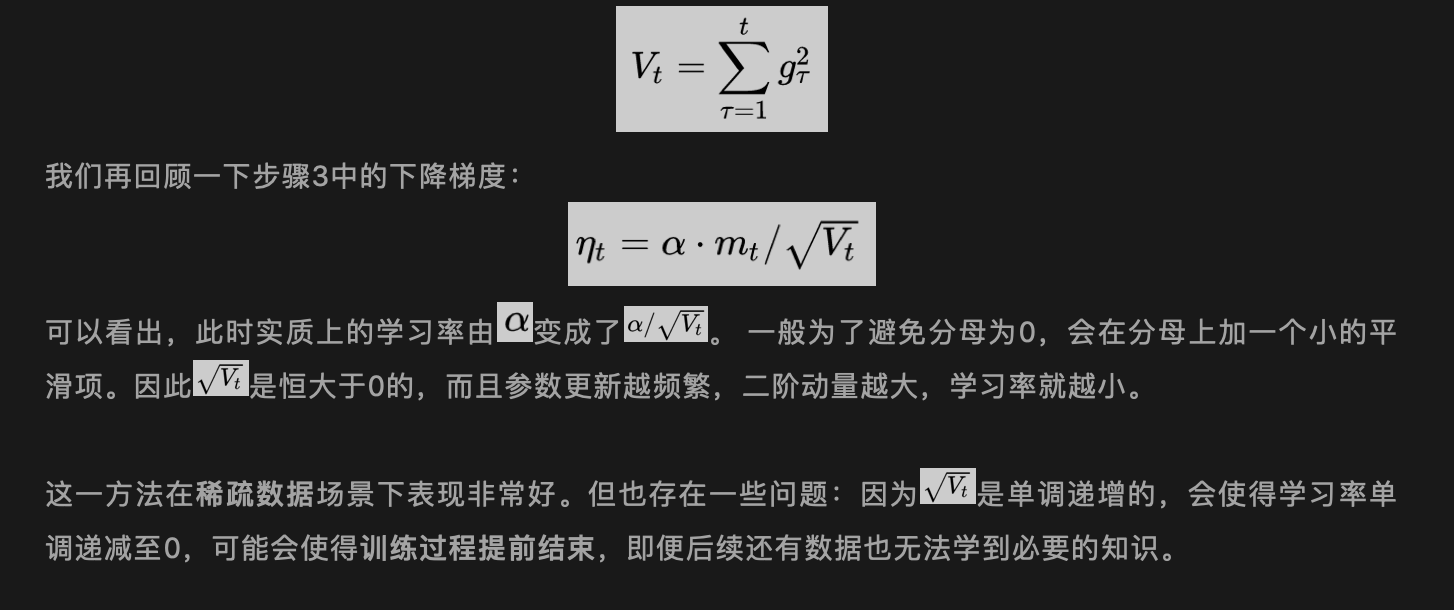 V_t = \sum_{\tau=1}^{t} g_\tau^2
我们再回顾一下步骤3中的下降梯度：
\eta_t = \alpha \cdot m_t / \sqrt{V_t}
可以看出，此时实质上的学习率由 \alpha 变成了 \alpha / \sqrt{V_t} 。 一般为了避免分母为0，会在分母上加一个小的平
滑项。因此 \sqrt{V_t} 是恒大于0的，而且参数更新越频繁，二阶动量越大，学习率就越小。
这一方法在稀疏数据场景下表现非常好。但也存在一些问题：因为 \sqrt{V_t} 是单调递增的，会使得学习率单
调递减至0，可能会使得训练过程提前结束，即便后续还有数据也无法学到必要的知识。